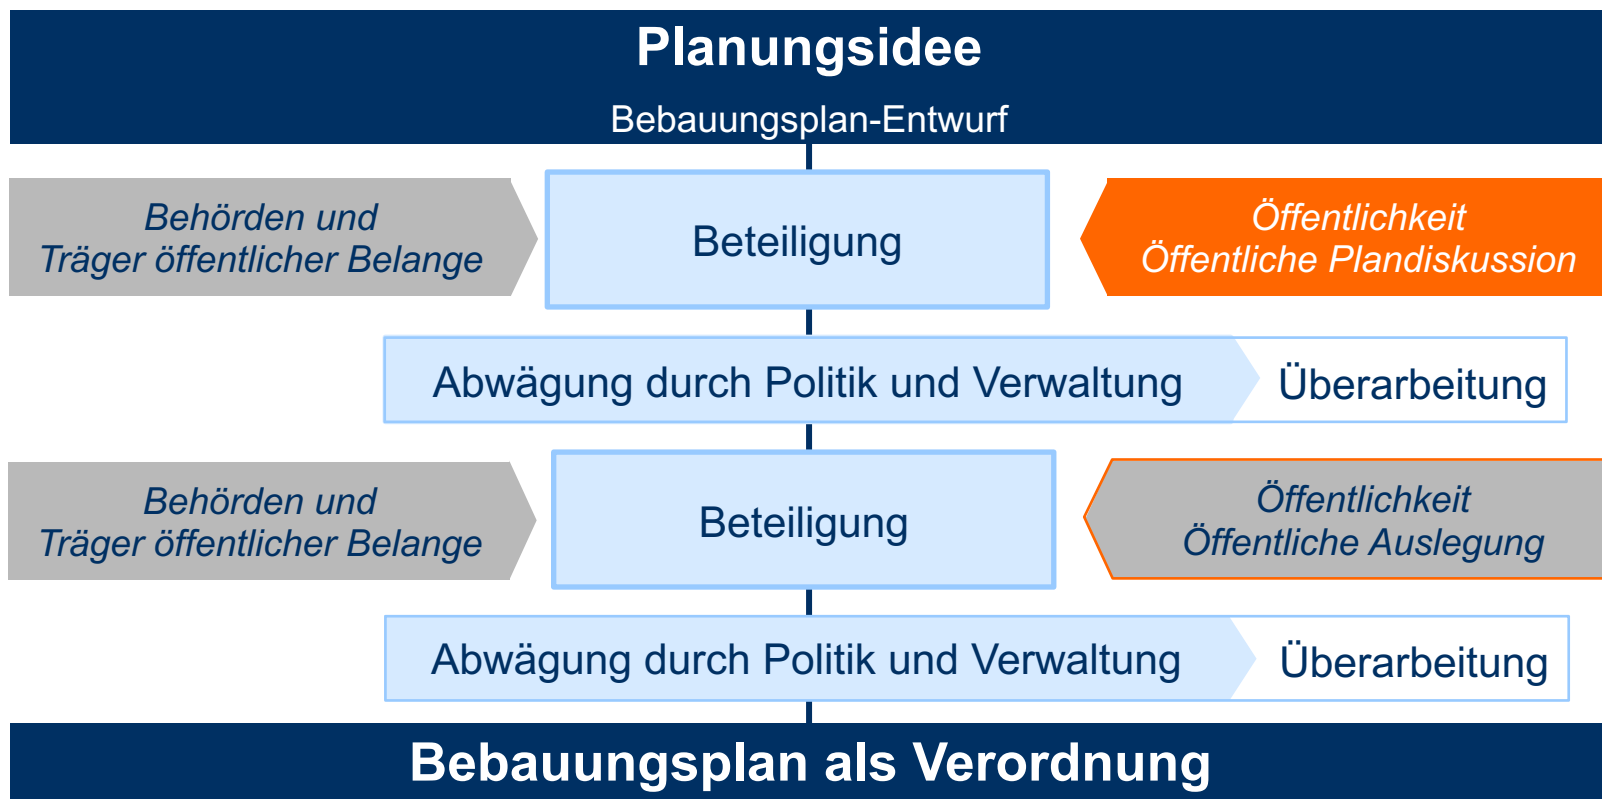 Planungsidee
Bebauungsplan-Entwurf
Behörden und
Träger öffentlicher Belange
Beteiligung
Öffentlichkeit
Öffentliche Plandiskussion
Abwägung durch Politik und Verwaltung
Überarbeitung
Behörden und
Träger öffentlicher Belange
Beteiligung
Öffentlichkeit
Öffentliche Auslegung
Abwägung durch Politik und Verwaltung
Überarbeitung
Bebauungsplan als Verordnung